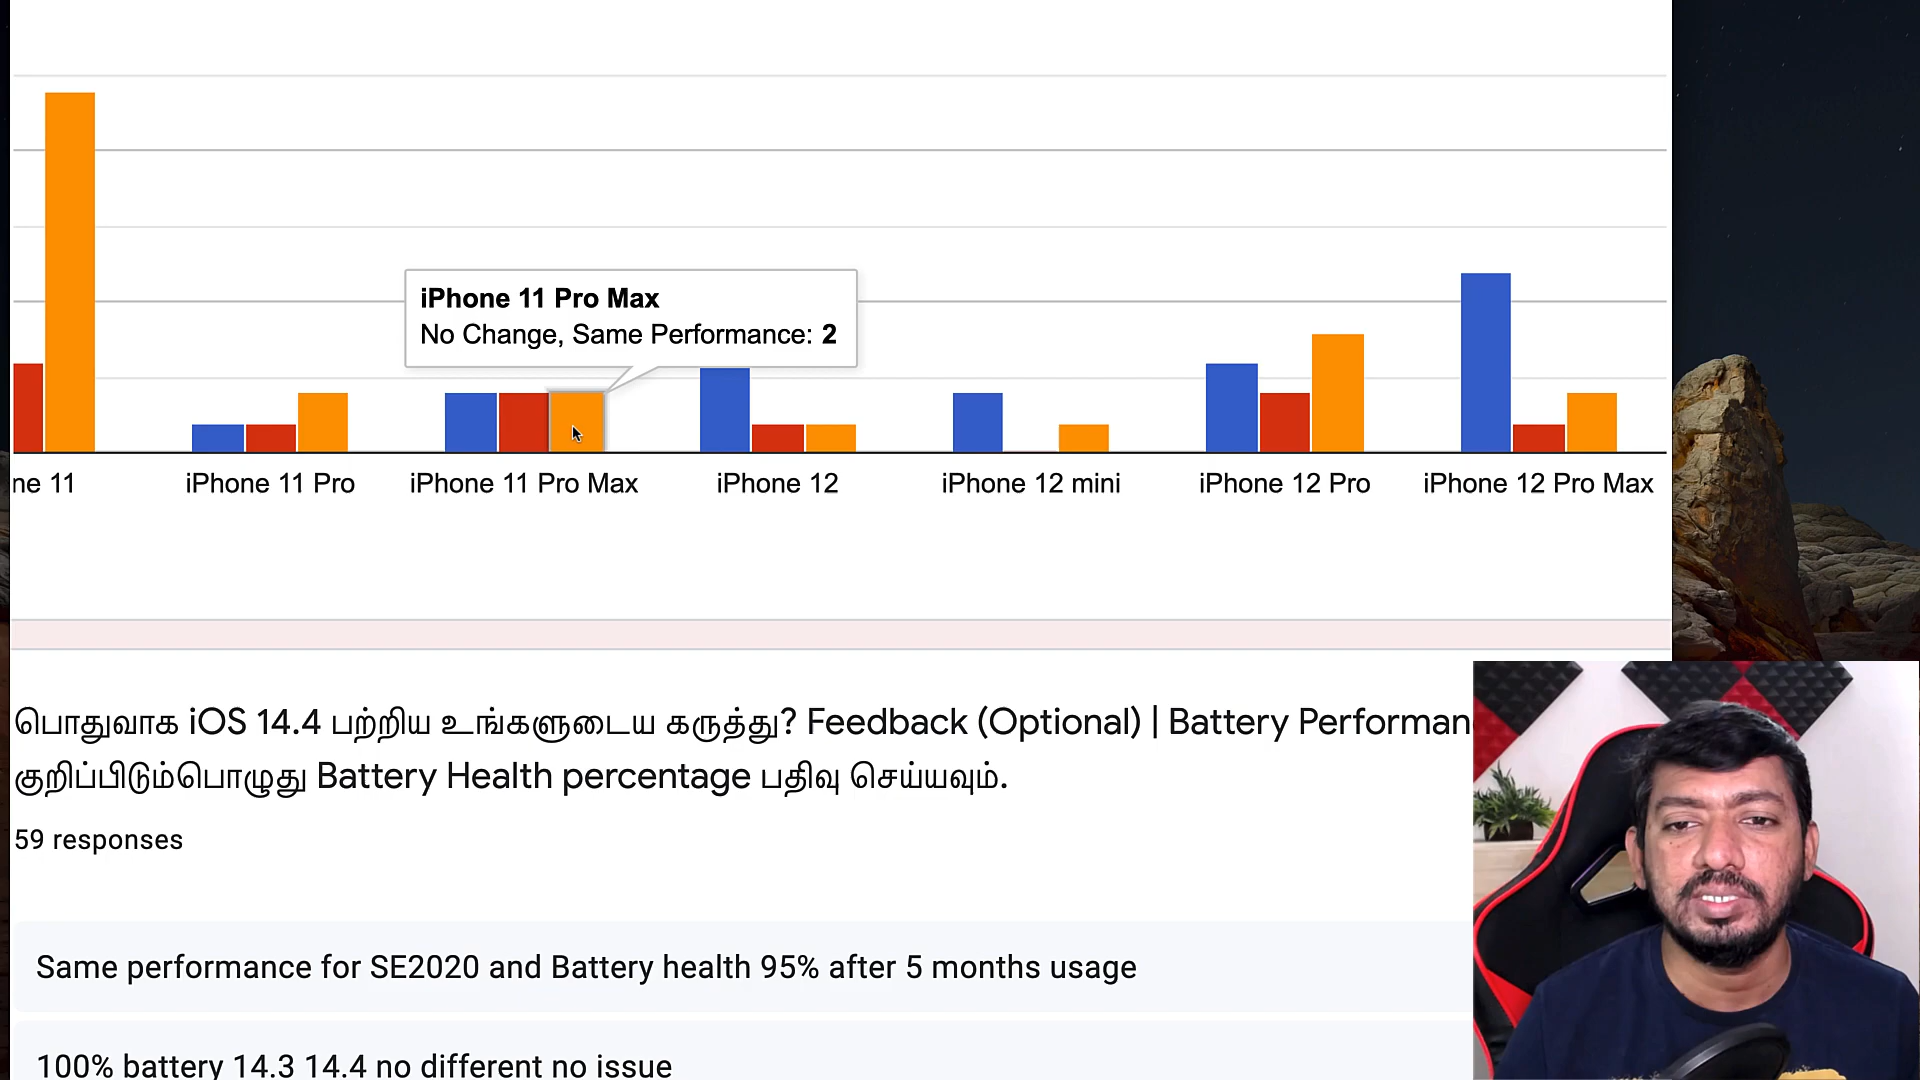 iPhone 11 Pro Max
No Change, Same Performance: 2
ne 11
iPhone 11 Pro
iPhone 11 Pro Max
iPhone 12
iPhone 12 mini
iPhone 12 Pro
iPhone 12 Pro Max
பொதுவாக iOS 14.4 பற்றிய உங்களுடைய கருத்து? Feedback (Optional) | Battery Performan
குறிப்பிடும்பொழுது Battery Health percentage பதிவு செய்யவும்.
59 responses
Same performance for SE2020 and Battery health 95% after 5 months usage
100% battery 14.3 14.4 no different no issue